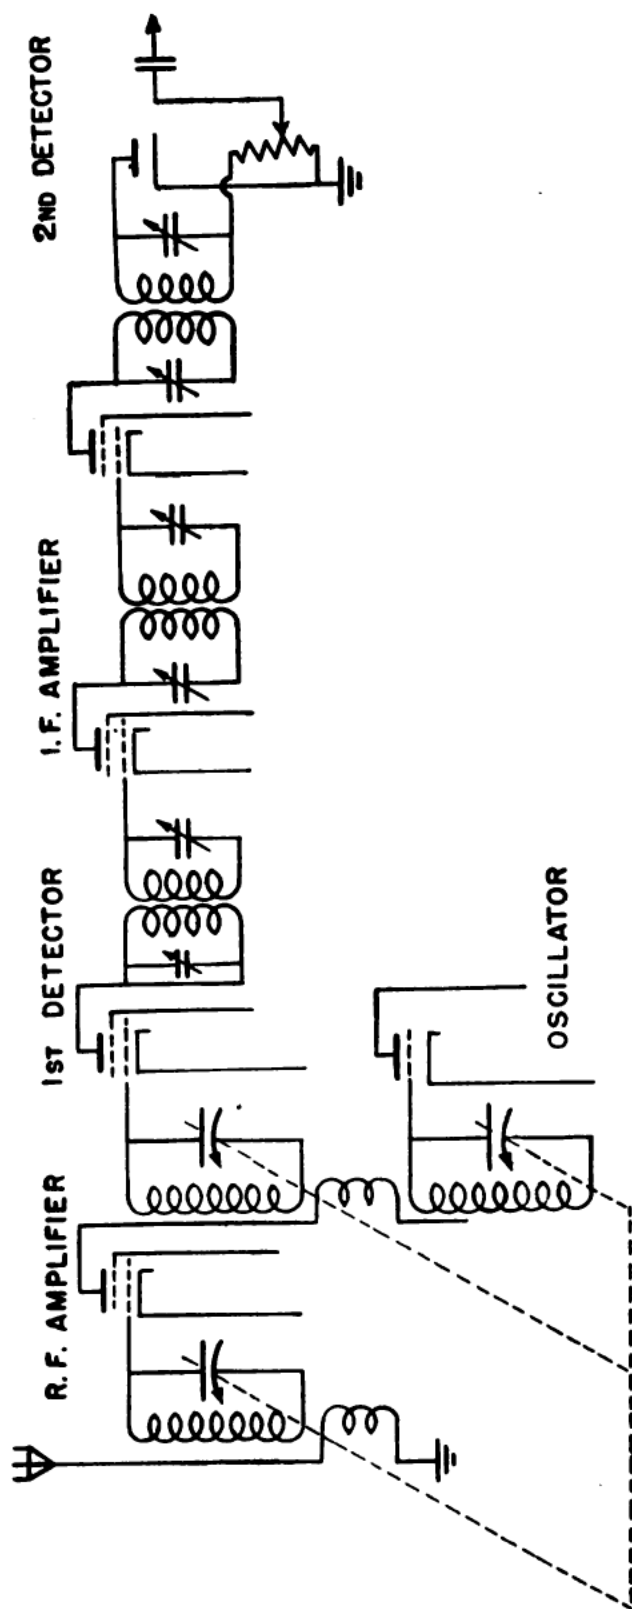 R.F. AMPLIFIER
1ST DETECTOR
I.F. AMPLIFIER
2ND DETECTOR
OSCILLATOR